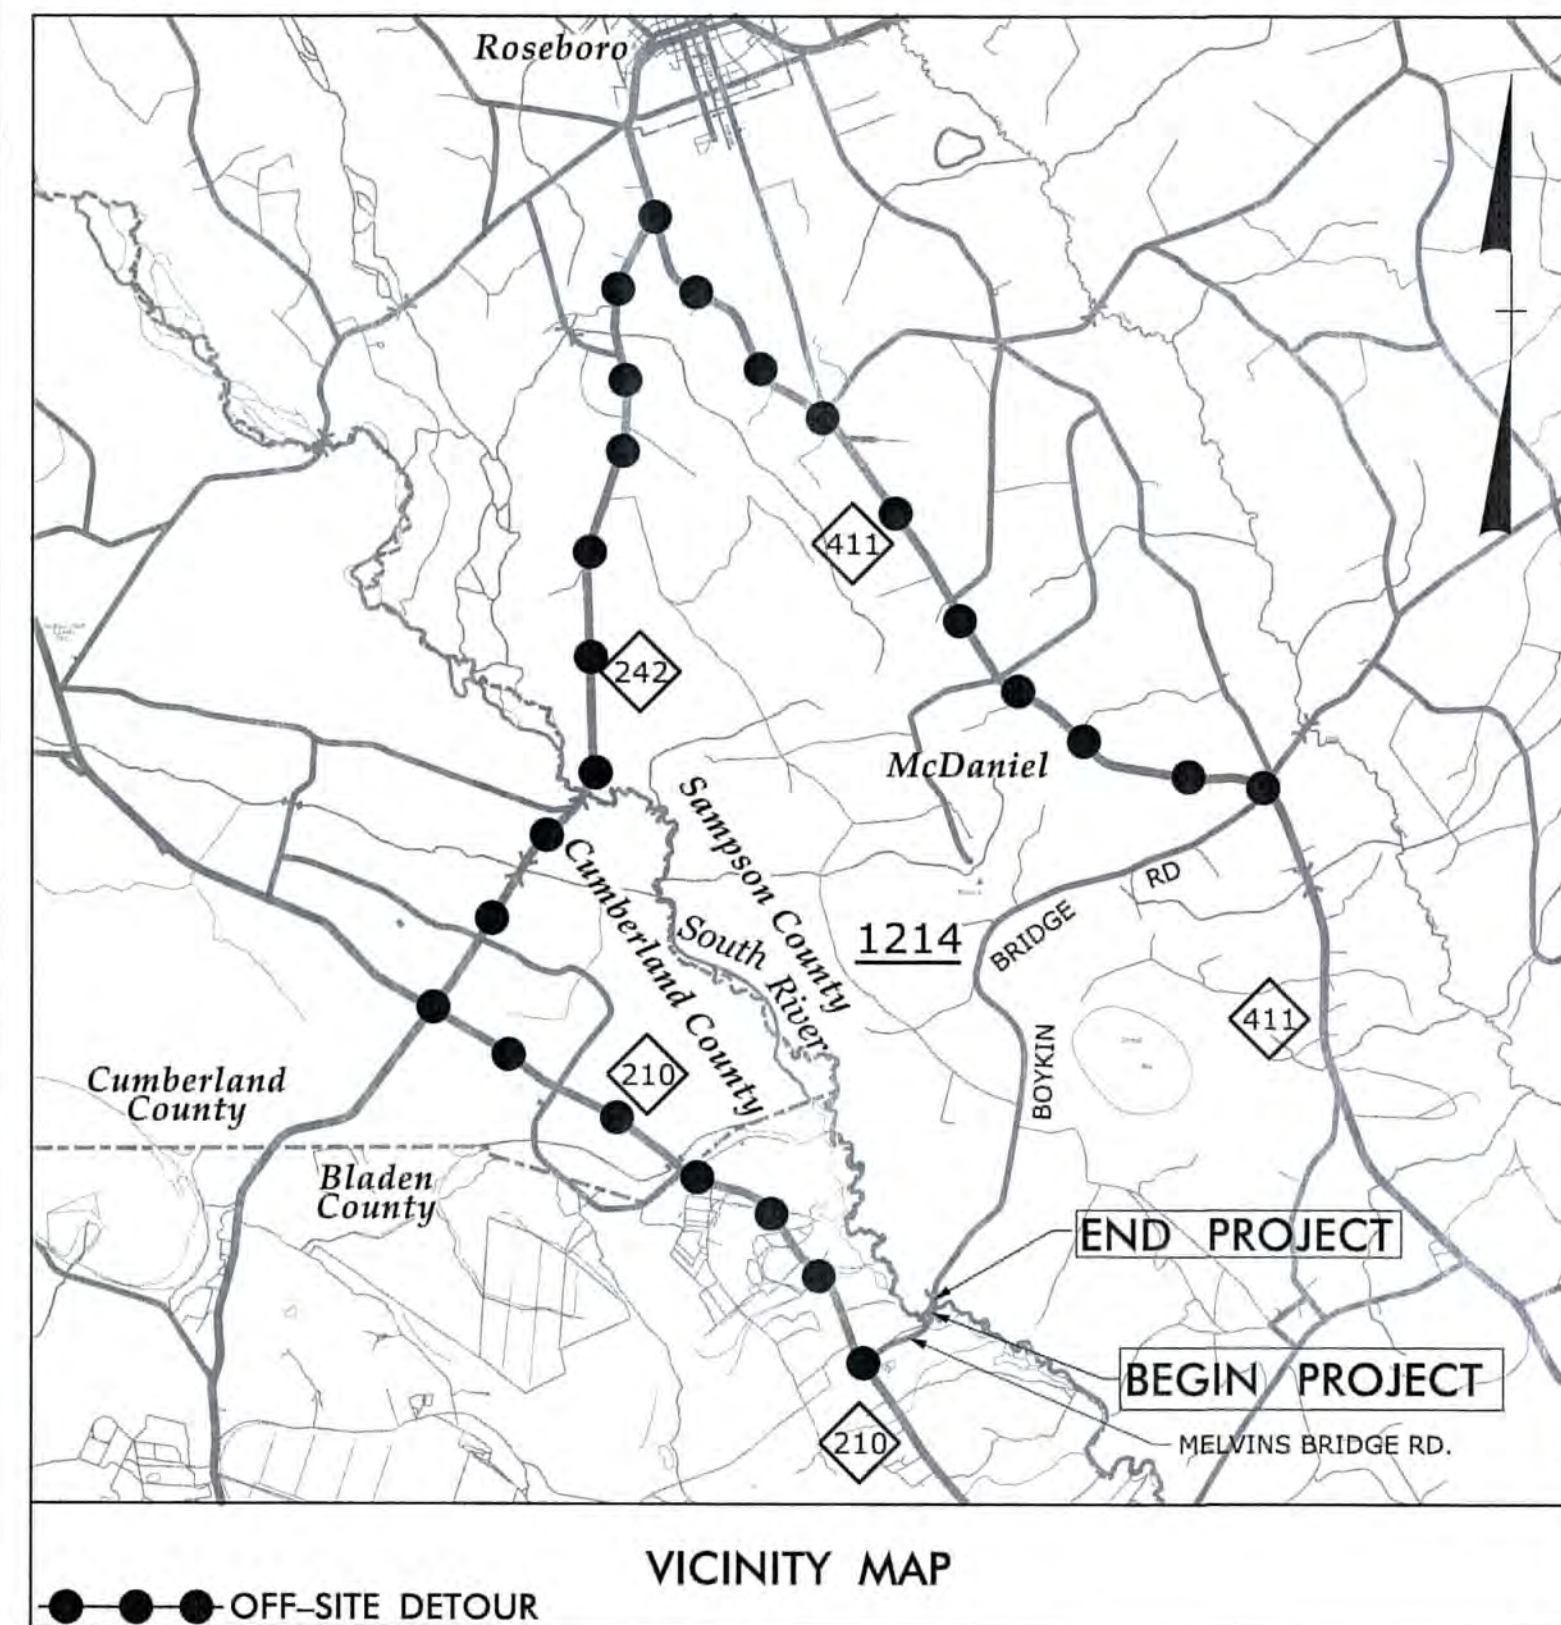 Roseboro
411
242
McDaniel
Sampson County
Cumberland County
South River
1214
BOYKIN BRIDGE RD
411
210
Cumberland
County
Bladen
County
END PROJECT
BEGIN PROJECT
210
MELVINS BRIDGE RD.
VICINITY MAP
OFF–SITE DETOUR